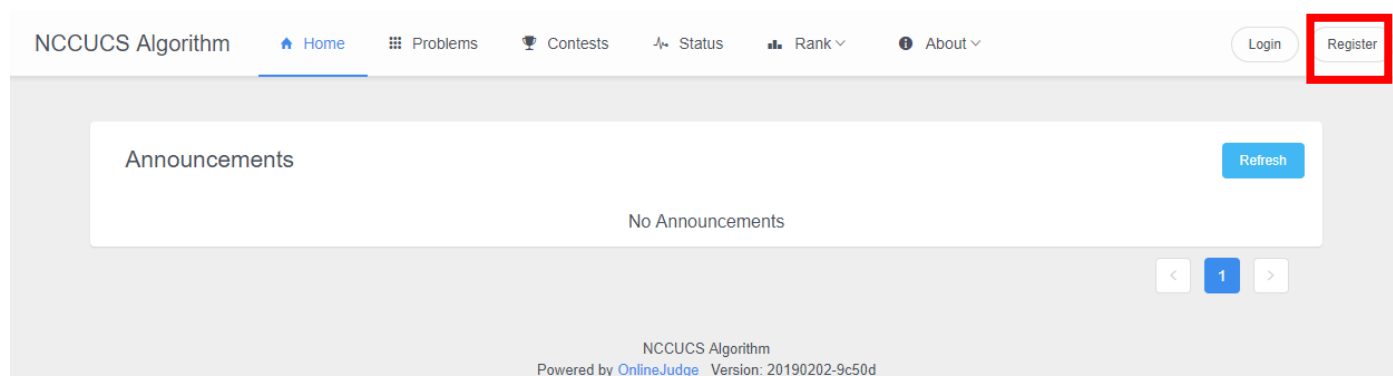 NCCUCS Algorithm Home Problems Contests Status Rank About Login Register
Announcements Refresh
No Announcements
< 1 >
NCCUCS Algorithm
Powered by OnlineJudge Version: 20190202-9c50d